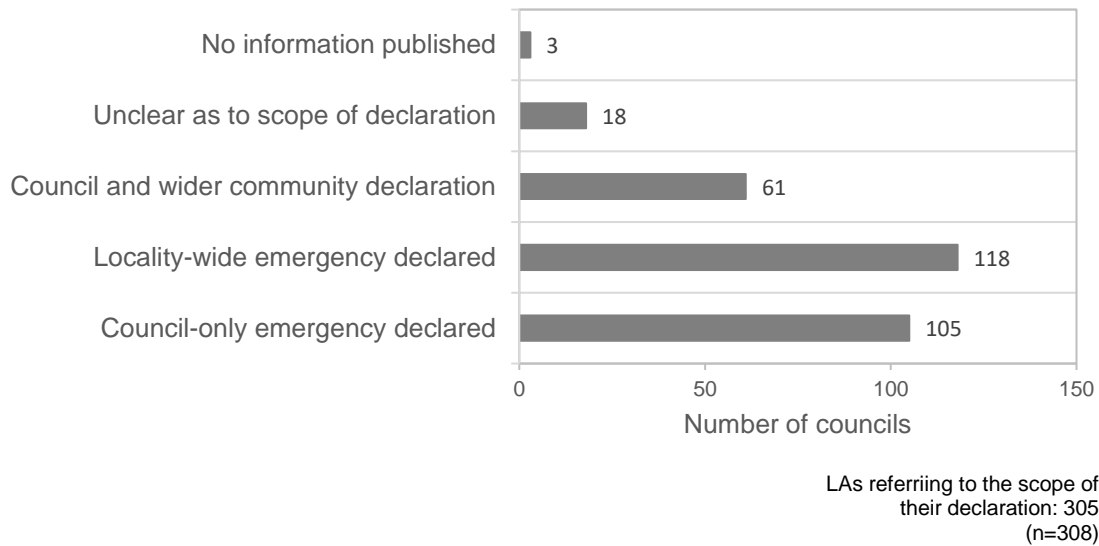 No information published 3
Unclear as to scope of declaration 18
Council and wider community declaration 61
Locality-wide emergency declared 118
Council-only emergency declared 105
0 50 100 150
Number of councils
LAs referriing to the scope of
their declaration: 305
(n=308)